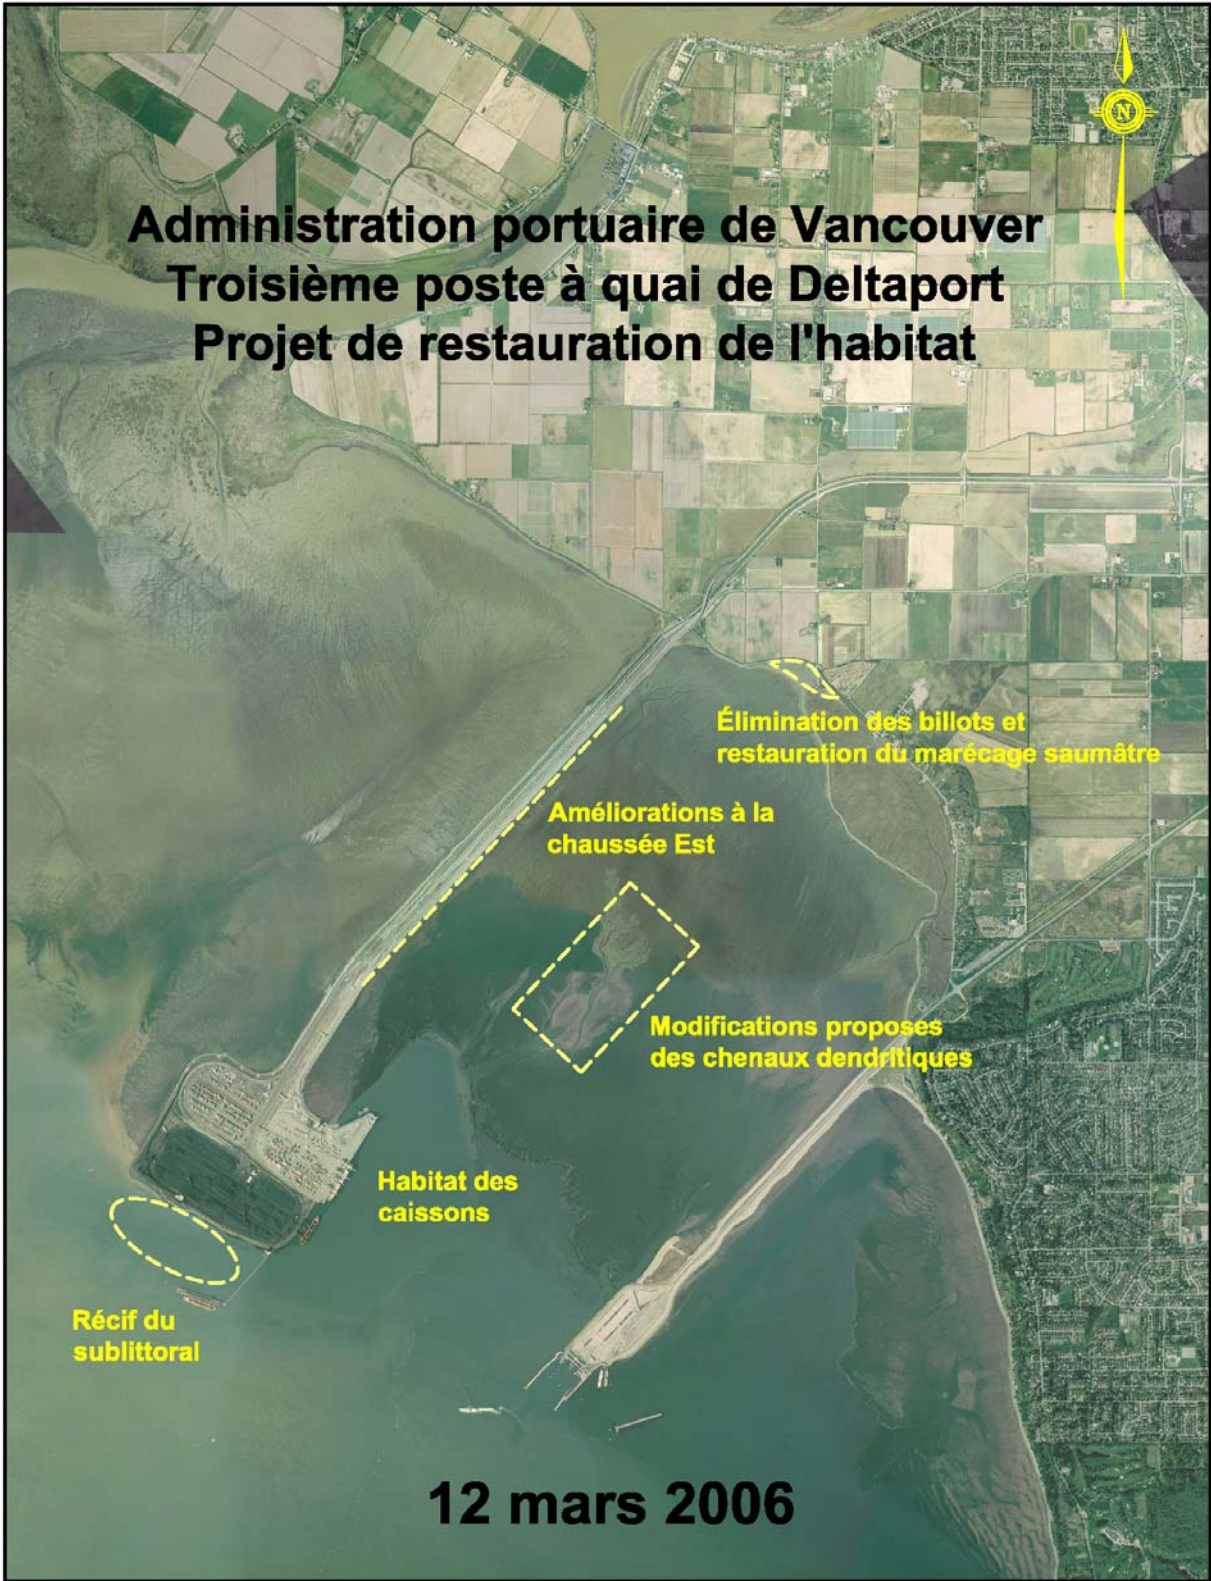 N
Administration portuaire de Vancouver
Troisième poste à quai de Deltaport
Projet de restauration de l'habitat
Élimination des billots et
restauration du marécage saumâtre
Améliorations à la
chaussée Est
Modifications proposes
des chenaux dendritiques
Habitat des
caissons
Récif du
sublittoral
12 mars 2006